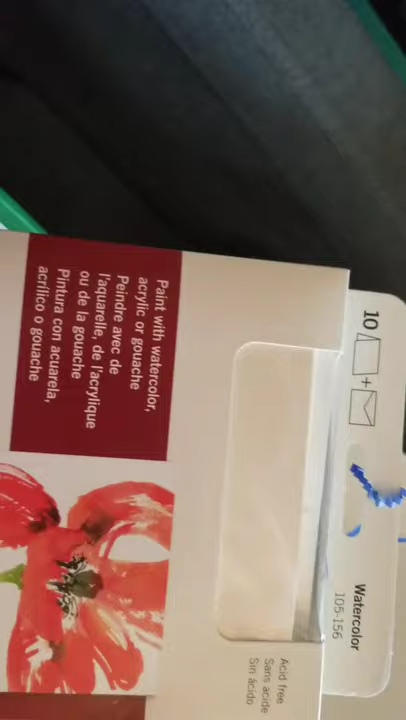 10 +
Watercolor
105-156
Acid free
Sans acide
Sin ácido
Paint with watercolor,
acrylic or gouache
Peindre avec de
l'aquarelle, de l'acrylique
ou de la gouache
Pintura con acuarela,
acrílico o gouache